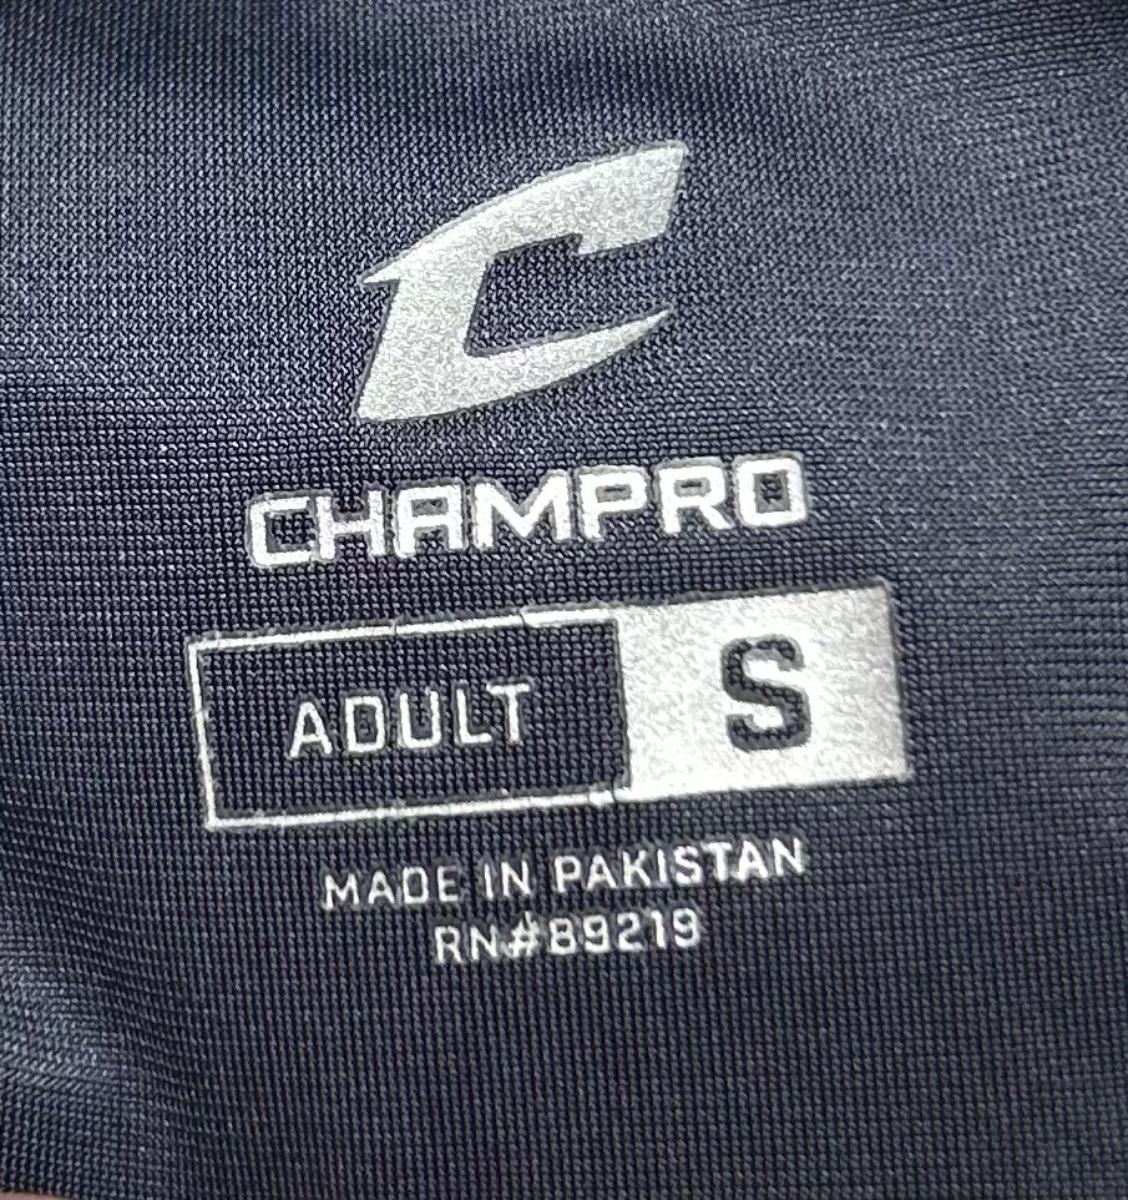 CHAMPRO
ADULT S
MADE IN PAKISTAN
RN#89219